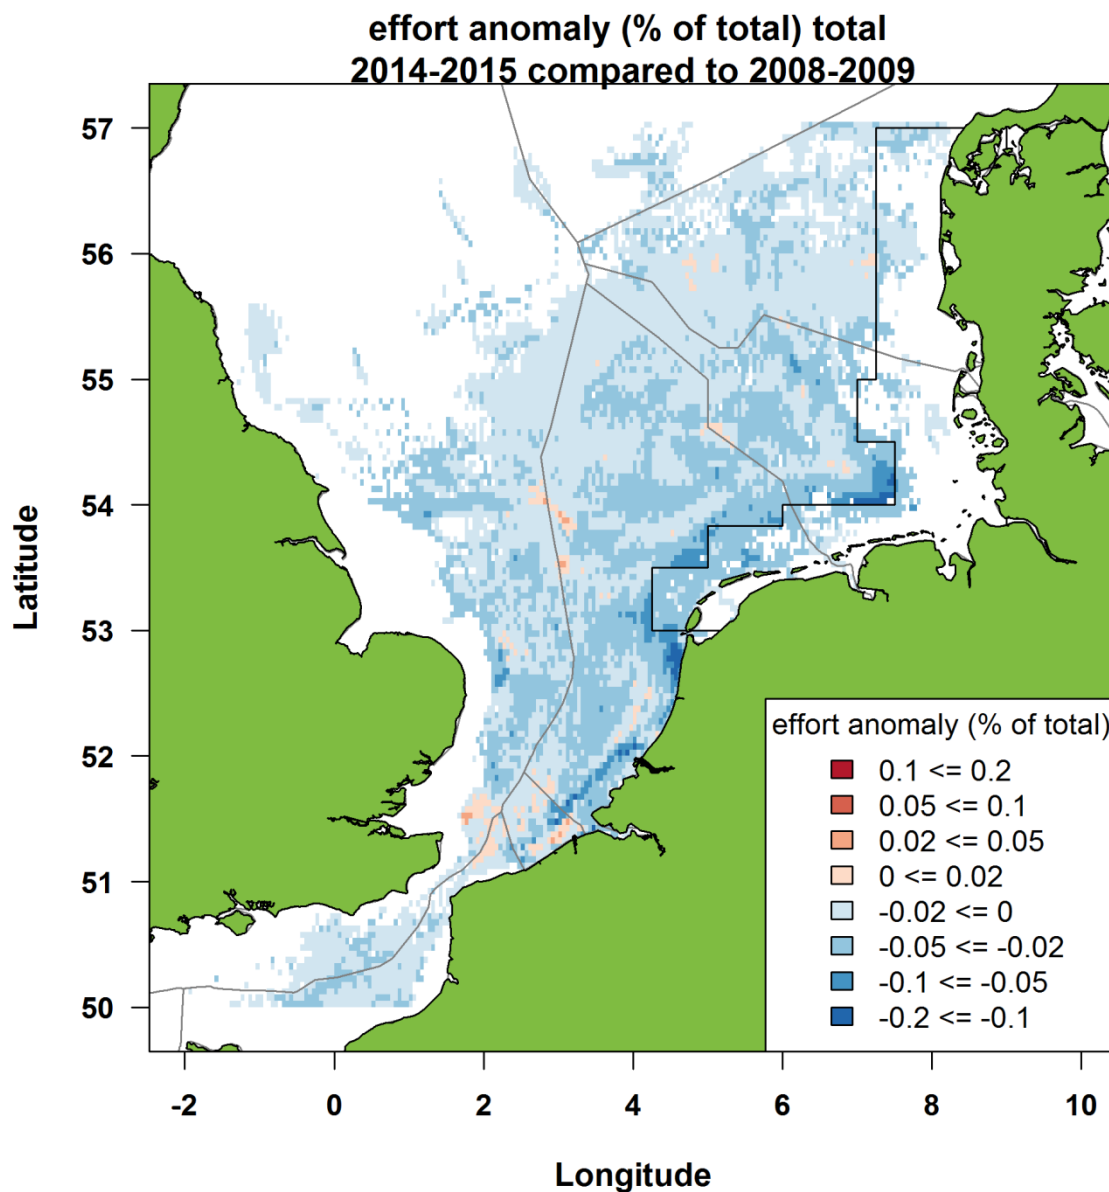 effort anomaly (% of total) total
2014-2015 compared to 2008-2009
57
56
55
54
53
52
51
50
Latitude
effort anomaly (% of total)
0.1 <= 0.2
0.05 <= 0.1
0.02 <= 0.05
0 <= 0.02
-0.02 <= 0
-0.05 <= -0.02
-0.1 <= -0.05
-0.2 <= -0.1
-2 0 2 4 6 8 10
Longitude